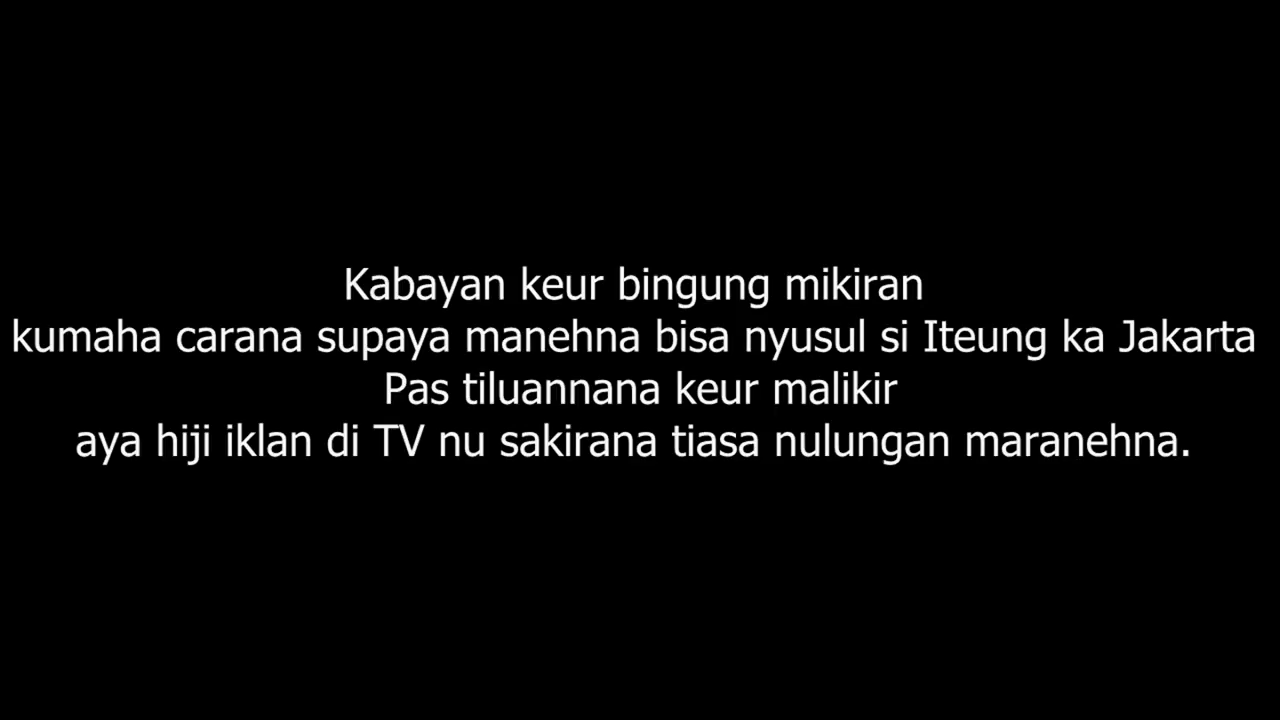 Kabayan keur bingung mikiran
kumaha carana supaya manehna bisa nyusul si Iteung ka Jakarta
Pas tiluannana keur malikir
aya hiji iklan di TV nu sakirana tiasa nulungan maranehna.